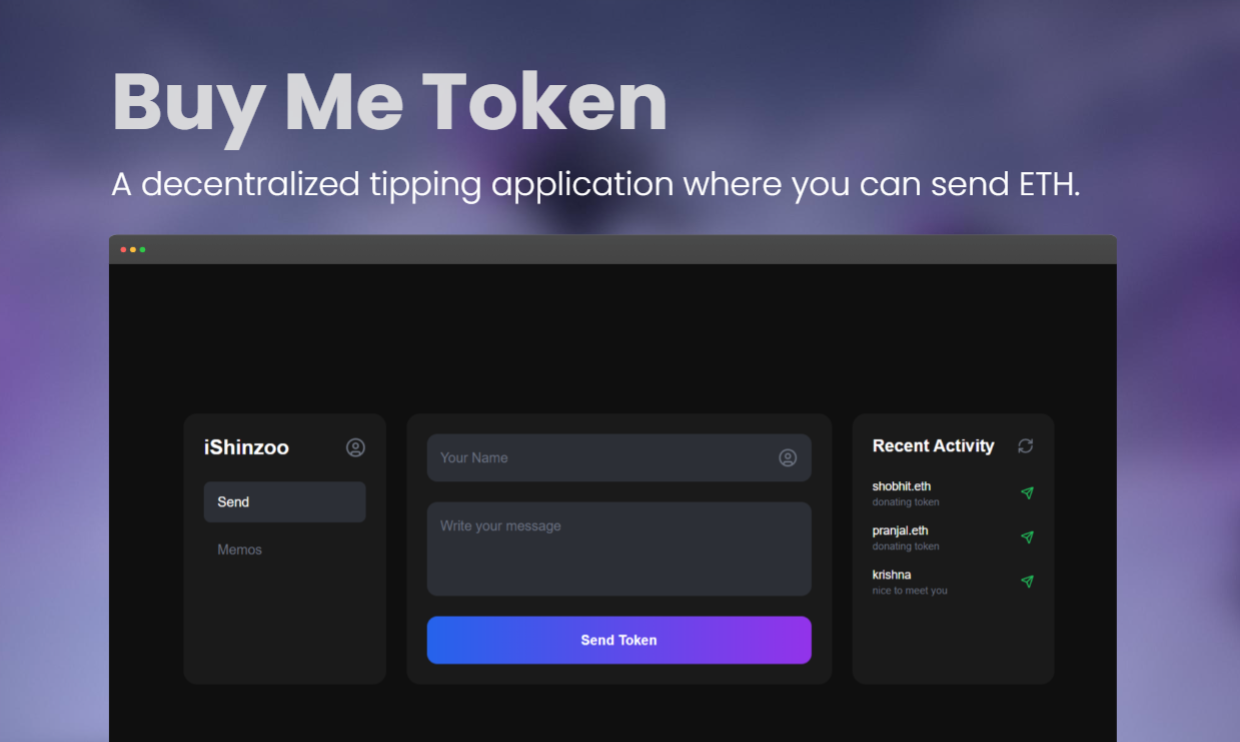 Buy Me Token
A decentralized tipping application where you can send ETH.
iShinzoo
Send
Memos
Your Name
Write your message
Send Token
Recent Activity
shobhit.eth
donating token
pranjal.eth
donating token
krishna
nice to meet you